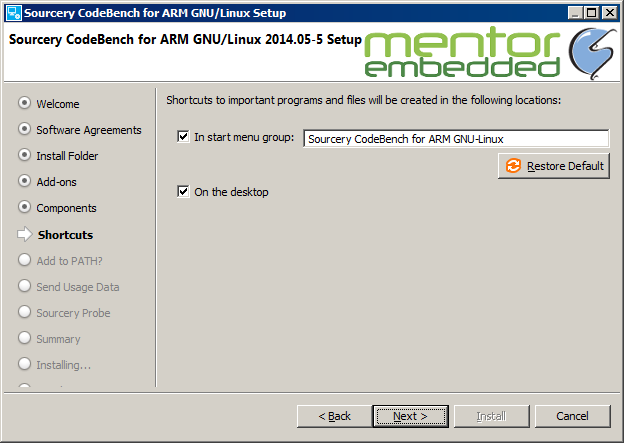 Sourcery CodeBench for ARM GNU/Linux Setup
Sourcery CodeBench for ARM GNU/Linux 2014.05-5 Setup
mentor
embedded
Welcome
Software Agreements
Install Folder
Add-ons
Components
Shortcuts
Add to PATH?
Send Usage Data
Sourcery Probe
Summary
Installing...
Shortcuts to important programs and files will be created in the following locations:
In start menu group: Sourcery CodeBench for ARM GNU-Linux
Restore Default
On the desktop
< Back Next > Install Cancel